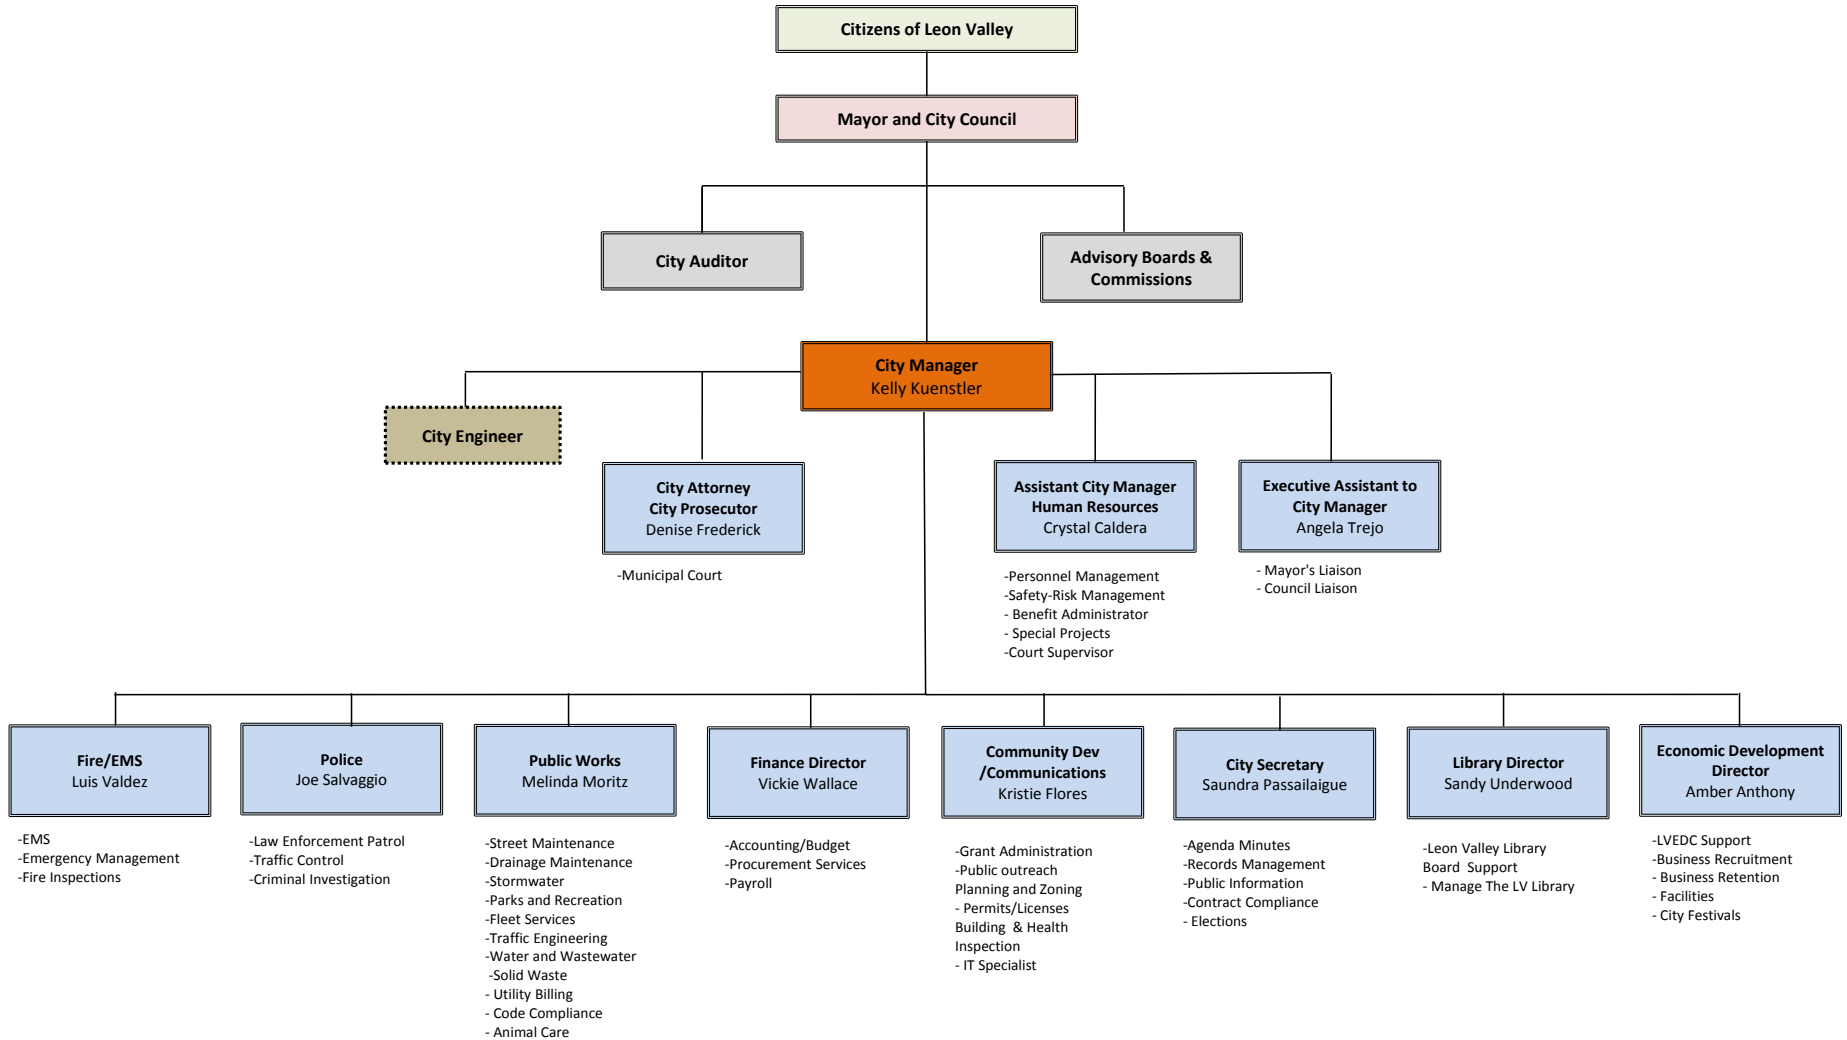 Citizens of Leon Valley
Mayor and City Council
City Auditor
Advisory Boards &
Commissions
City Manager
Kelly Kuenstler
City Engineer
City Attorney
City Prosecutor
Denise Frederick
-Municipal Court
Assistant City Manager
Human Resources
Crystal Caldera
-Personnel Management
-Safety-Risk Management
- Benefit Administrator
- Special Projects
-Court Supervisor
Executive Assistant to
City Manager
Angela Trejo
- Mayor's Liaison
- Council Liaison
Fire/EMS
Luis Valdez
-EMS
-Emergency Management
-Fire Inspections
Police
Joe Salvaggio
-Law Enforcement Patrol
-Traffic Control
-Criminal Investigation
Public Works
Melinda Moritz
-Street Maintenance
-Drainage Maintenance
-Stormwater
-Parks and Recreation
-Fleet Services
-Traffic Engineering
-Water and Wastewater
-Solid Waste
- Utility Billing
- Code Compliance
- Animal Care
Finance Director
Vickie Wallace
-Accounting/Budget
-Procurement Services
-Payroll
Community Dev
/Communications
Kristie Flores
-Grant Administration
-Public outreach
Planning and Zoning
- Permits/Licenses
Building & Health
Inspection
- IT Specialist
City Secretary
Saundra Passailaigue
-Agenda Minutes
-Records Management
-Public Information
-Contract Compliance
- Elections
Library Director
Sandy Underwood
-Leon Valley Library
Board Support
- Manage The LV Library
Economic Development
Director
Amber Anthony
-LVEDC Support
-Business Recruitment
- Business Retention
- Facilities
- City Festivals